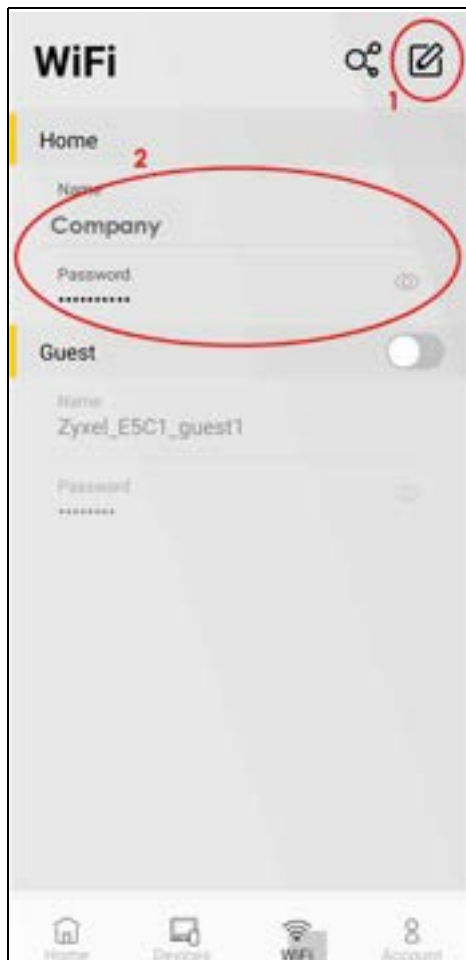 WiFi
1
Home
2
Name
Company
Password
••••••••••
Guest
Name
Zyxel_E5C1_guest1
Password
••••••••
Home
Devices
WiFi
Account